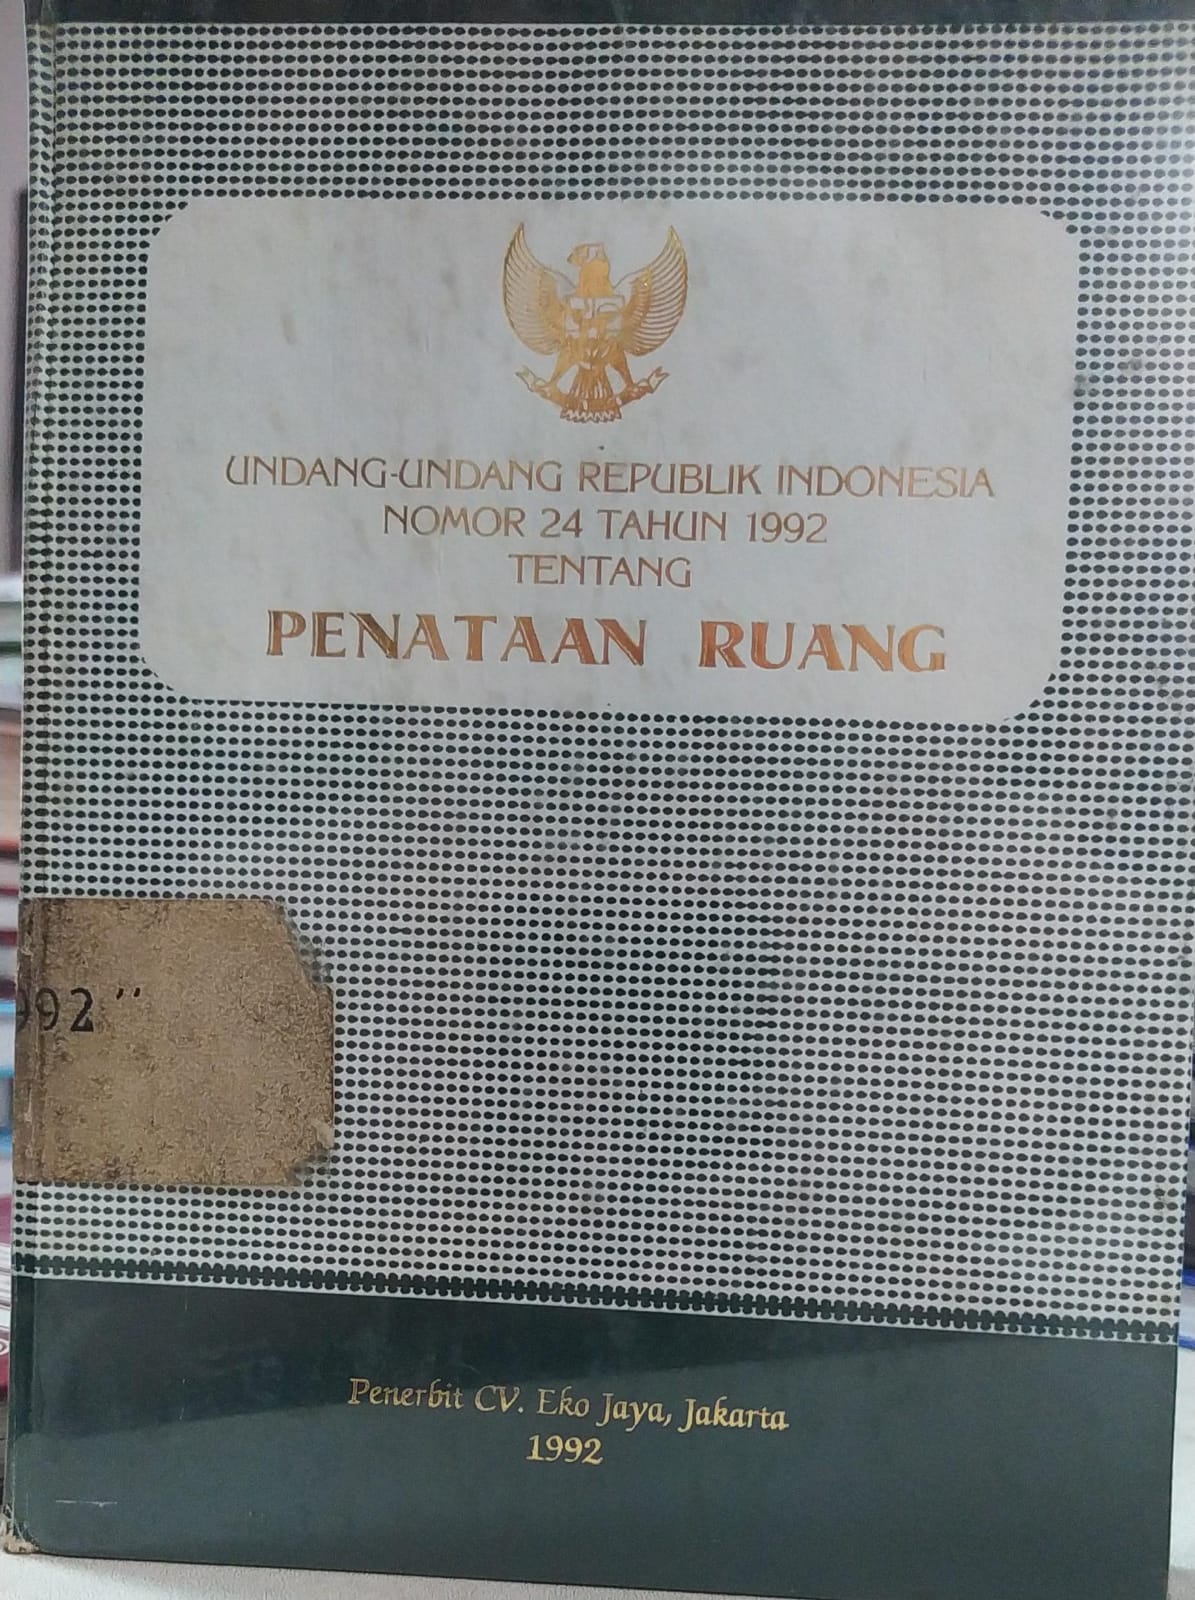 UNDANG-UNDANG REPUBLIK INDONESIA
NOMOR 24 TAHUN 1992
TENTANG
PENATAAN RUANG
992"
Penerbit CV. Eko Jaya, Jakarta
1992